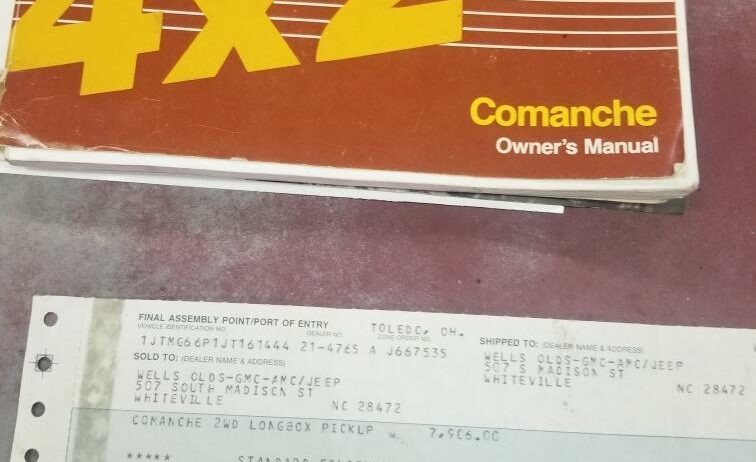 4x2
Comanche
Owner's Manual
FINAL ASSEMBLY POINT/PORT OF ENTRY
TOLEDO, OH.
VEHICLE IDENTIFICATION NO.
DEALER NO.
ZONE ORDER NO.
1JTMG66P1JT161444 21-4765 A J667535
SHIPPED TO: (DEALER NAME & ADDRESS)
WELLS OLDS-GMC-AMC/JEEP
507 S MADISON ST
WHITEVILLE NC 28472
SOLD TO: (DEALER NAME & ADDRESS)
WELLS OLDS-GMC-AMC/JEEP
507 SOUTH MADISON ST
WHITEVILLE NC 28472
COMANCHE 2WD LONGBOX PICKUP 7,906.00
*****